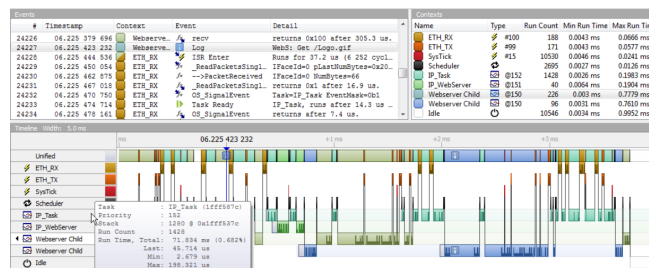 Events
# Timestamp Context Event Detail
24226 06.225 379 696 Webserve... recv returns 0x100 after 305.3 us.
24227 06.225 423 232 Webserve... Log WebS: Get /Logo.gif
24228 06.225 444 536 ETH_RX ISR Enter Runs for 37.2 us (6 252 cycl...
24229 06.225 450 054 ETH_RX _ReadPacketsSingl... IFaceId=0 pLastNumBytes=0x20...
24230 06.225 462 875 ETH_RX -->PacketReceived IFaceId=0 NumBytes=66
24231 06.225 467 018 ETH_RX _ReadPacketsSingl... returns 0x1 after 16.9 us.
24232 06.225 470 750 ETH_RX OS_SignalEvent Task=IP_Task EventMask=0b1
24233 06.225 474 714 ETH_RX Task Ready IP_Task, runs after 14.3 us ...
24234 06.225 478 161 ETH_RX OS_SignalEvent returns after 7.4 us.
Contexts
Name Type Run Count Min Run Time Max Run Tim
ETH_RX #100 188 0.0043 ms 0.0666 ms
ETH_TX #99 171 0.0043 ms 0.0577 ms
SysTick #15 10530 0.0046 ms 0.0241 ms
Scheduler 2695 0.0027 ms 0.0126 ms
IP_Task @152 1428 0.0026 ms 0.1983 ms
IP_WebServer @151 40 0.0064 ms 0.1904 ms
Webserver Child @150 226 0.003 ms 0.7779 ms
Webserver Child @150 96 0.0031 ms 0.7610 ms
Idle 10546 0.0034 ms 0.9952 ms
Timeline Width: 5.0 ms
ms 06.225 423 232 +1 ms +2 ms +3 ms
Unified
ETH_RX
ETH_TX
SysTick
Scheduler
IP_Task
IP_WebServer
Webserver Child
Webserver Child
Idle
Task : IP_Task (1fff587c)
Priority : 152
Stack : 1280 @ 0x1fff537c
Run Count : 1428
Run Time, Total: 71.834 ms (0.682%)
Last: 45.714 us
Min: 2.679 us
Max: 198.321 us